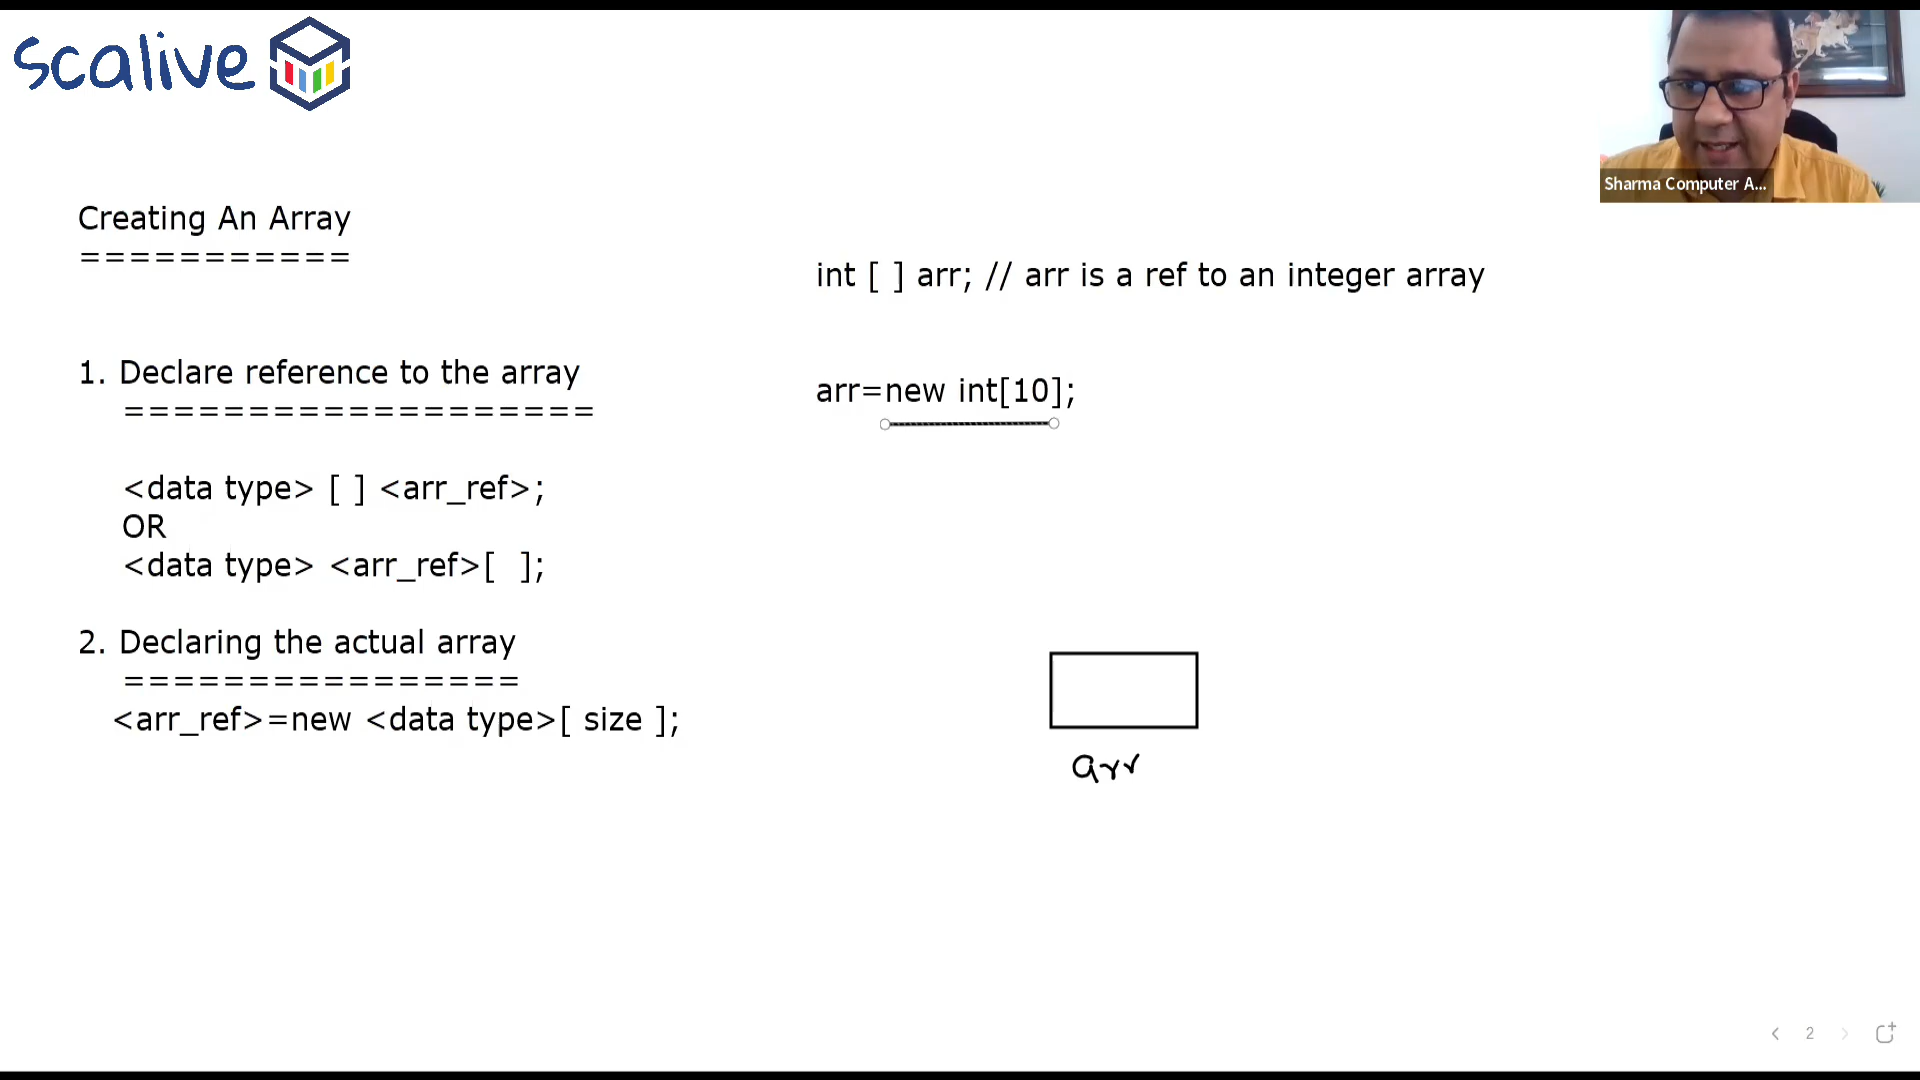 scalive
Sharma Computer A...
Creating An Array
===========
int [ ] arr; // arr is a ref to an integer array
1. Declare reference to the array
===================
arr=new int[10];
<data type> [ ] <arr_ref>;
OR
<data type> <arr_ref>[  ];
2. Declaring the actual array
================
<arr_ref>=new <data type>[ size ];
arr
2